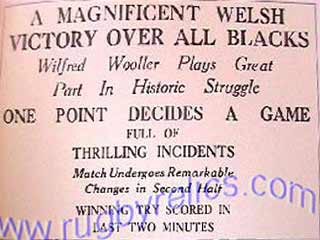 A MAGNIFICENT WELSH
VICTORY OVER ALL BLACKS
Wilfred Wooller Plays Great
Part In Historic Struggle
ONE POINT DECIDES A GAME
FULL OF
THRILLING INCIDENTS
Match Undergoes Remarkable
Changes in Second Half
www.rugbyrelics.com
WINNING TRY SCORED IN
LAST TWO MINUTES